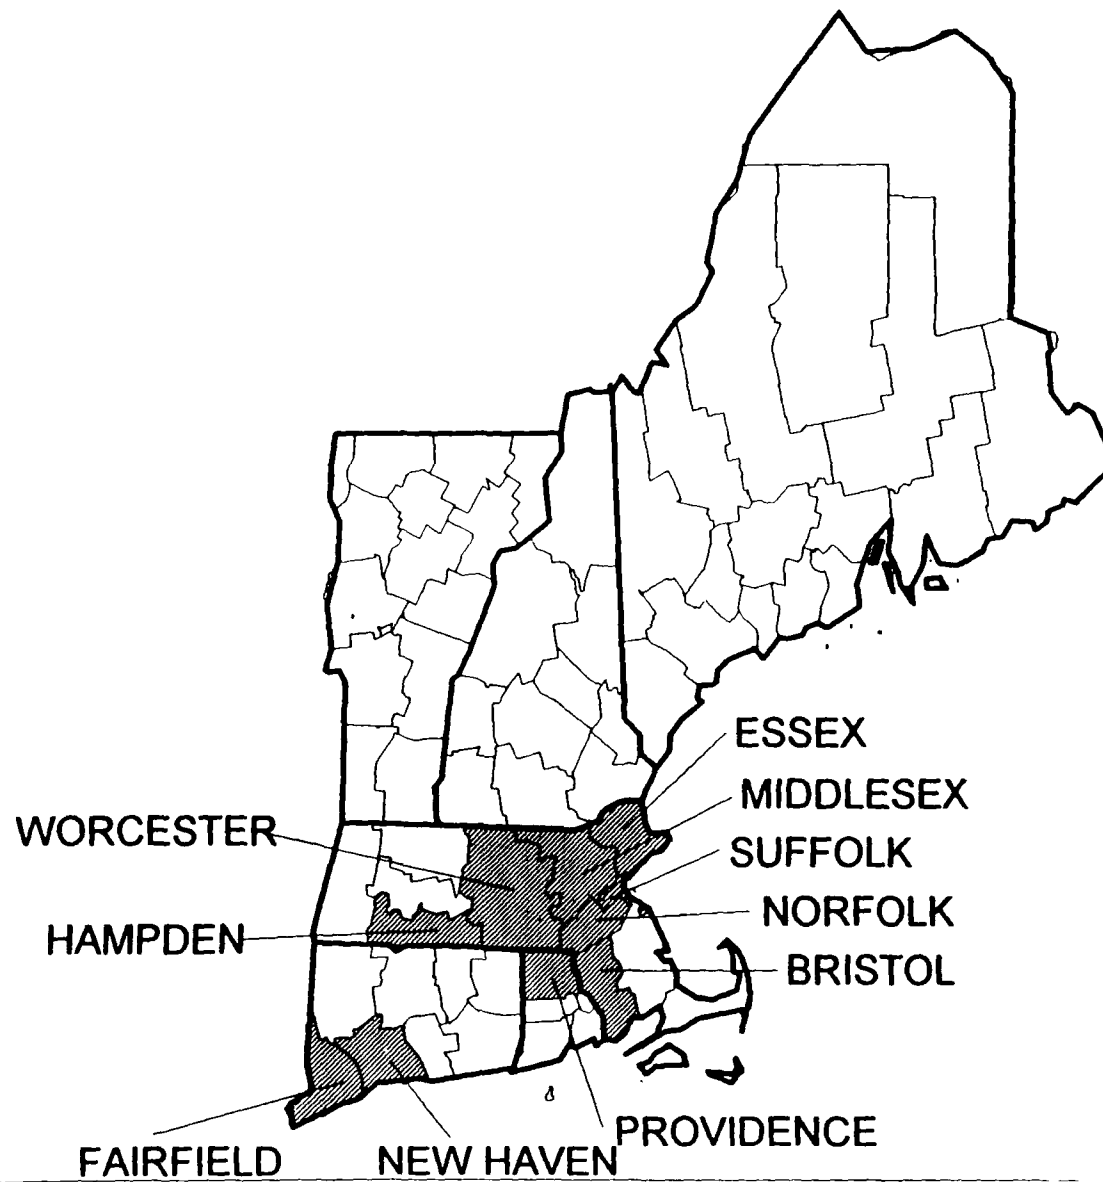 ESSEX
MIDDLESEX
WORCESTER
SUFFOLK
NORFOLK
HAMPDEN
BRISTOL
PROVIDENCE
FAIRFIELD
NEW HAVEN